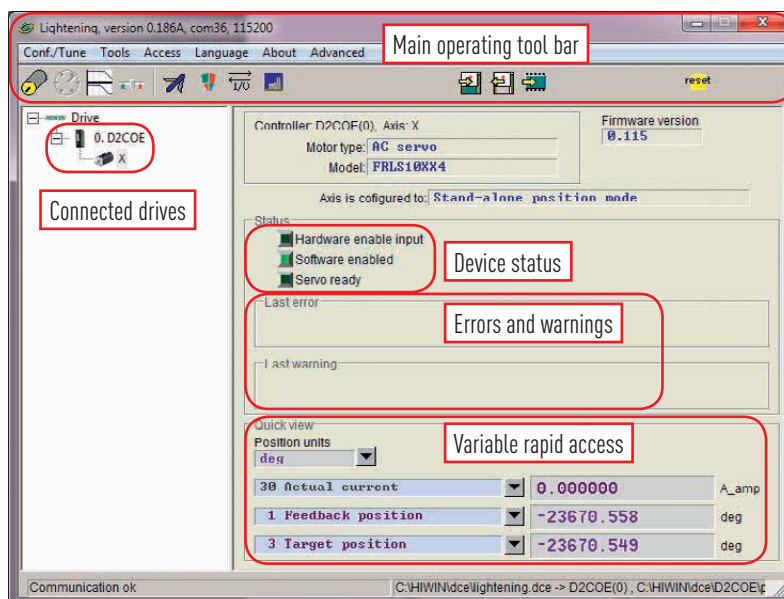 Lightening, version 0.186A, com36, 115200
Conf./Tune Tools Access Language About Advanced
Main operating tool bar
I/O
reset
HIWIN Drive
0. D2COE
X
Connected drives
Controller: D2COE(0), Axis: X
Motor type: AC servo
Model: FRLS10XX4
Firmware version
0.115
Axis is cofigured to: Stand-alone position mode
Status
Hardware enable input
Software enabled
Servo ready
Device status
Last error
Errors and warnings
Last warning
Quick view
Variable rapid access
Position units
deg
30 Actual current 0.000000 A_amp
1 Feedback position -23670.558 deg
3 Target position -23670.549 deg
Communication ok
C:\HIWIN\dce\lightening.dce -> D2COE(0) , C:\HIWIN\dce\D2COE\p